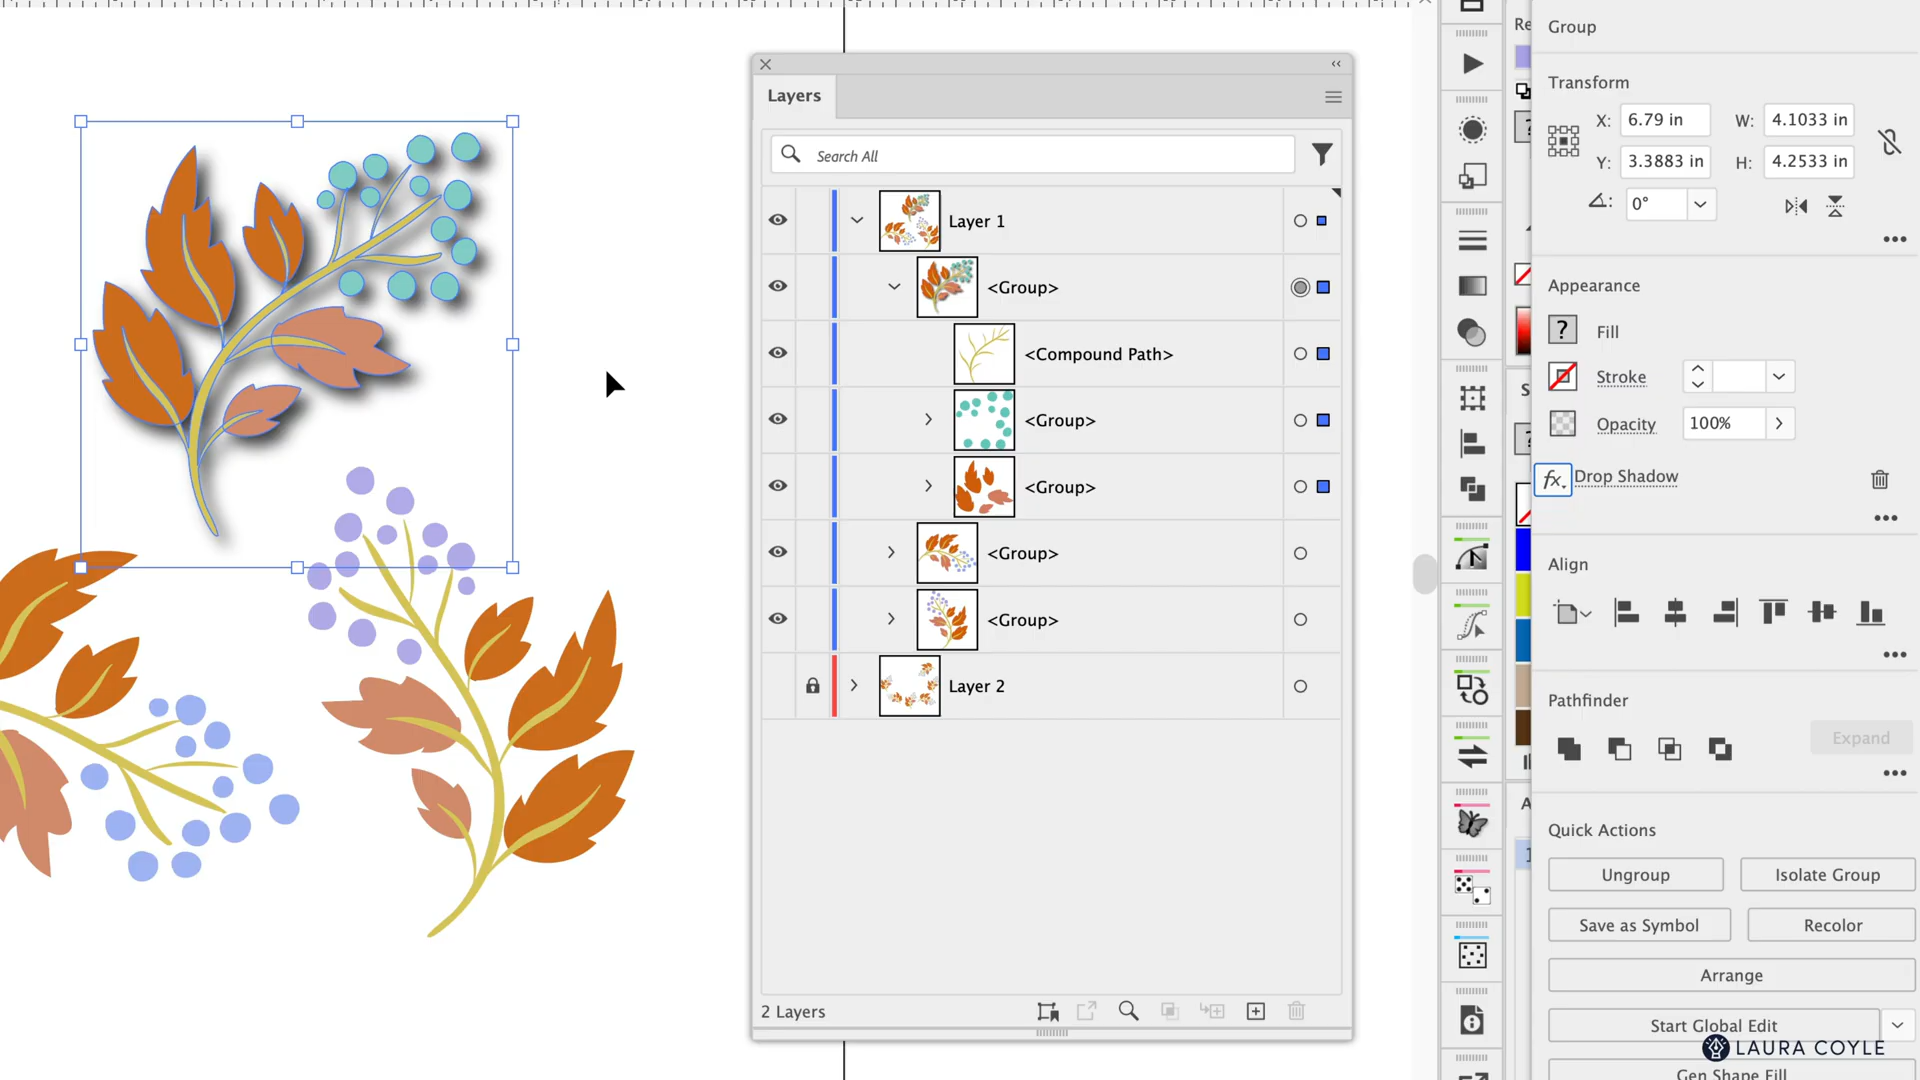 Layers
Search All
Layer 1
<Group>
<Compound Path>
<Group>
<Group>
<Group>
<Group>
Layer 2
2 Layers
Re
Group
Transform
X: 6.79 in W: 4.1033 in
Y: 3.3883 in H: 4.2533 in
0°
Appearance
? Fill
Stroke
Opacity 100%
fx Drop Shadow
Align
Pathfinder
Expand
Quick Actions
Ungroup Isolate Group
Save as Symbol Recolor
Arrange
Start Global Edit
LAURA COYLE
Gen Shape Fill